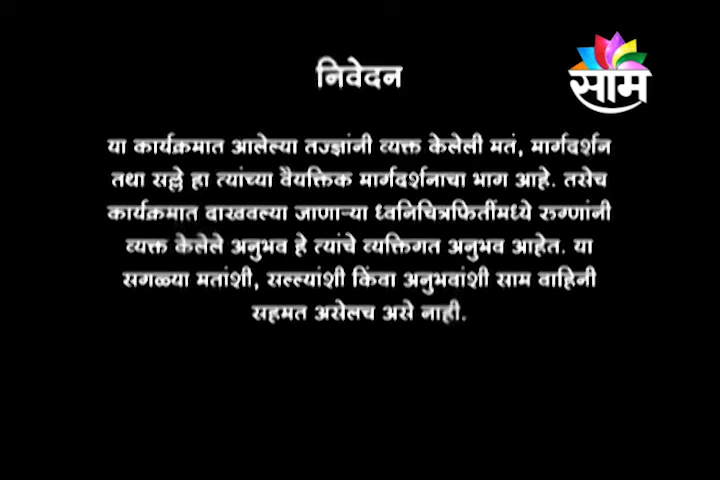 निवेदन
साम
या कार्यक्रमात आलेल्या तज्ज्ञांनी व्यक्त केलेली मतं, मार्गदर्शन
तथा सल्ले हा त्यांच्या वैयक्तिक मार्गदर्शनाचा भाग आहे. तसेच
कार्यक्रमात दाखवल्या जाणाऱ्या ध्वनिचित्रफितींमध्ये रुग्णांनी
व्यक्त केलेले अनुभव हे त्यांचे व्यक्तिगत अनुभव आहेत. या
सगळ्या मतांशी, सल्ल्यांशी किंवा अनुभवांशी साम वाहिनी
सहमत असेलच असे नाही.